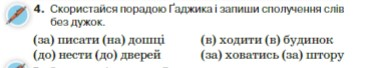 4. Скористайся порадою Ґаджика і запиши сполучення слів
без дужок.
(за) писати (на) дошці (в) ходити (в) будинок
(до) нести (до) дверей (за) ховатись (за) штору